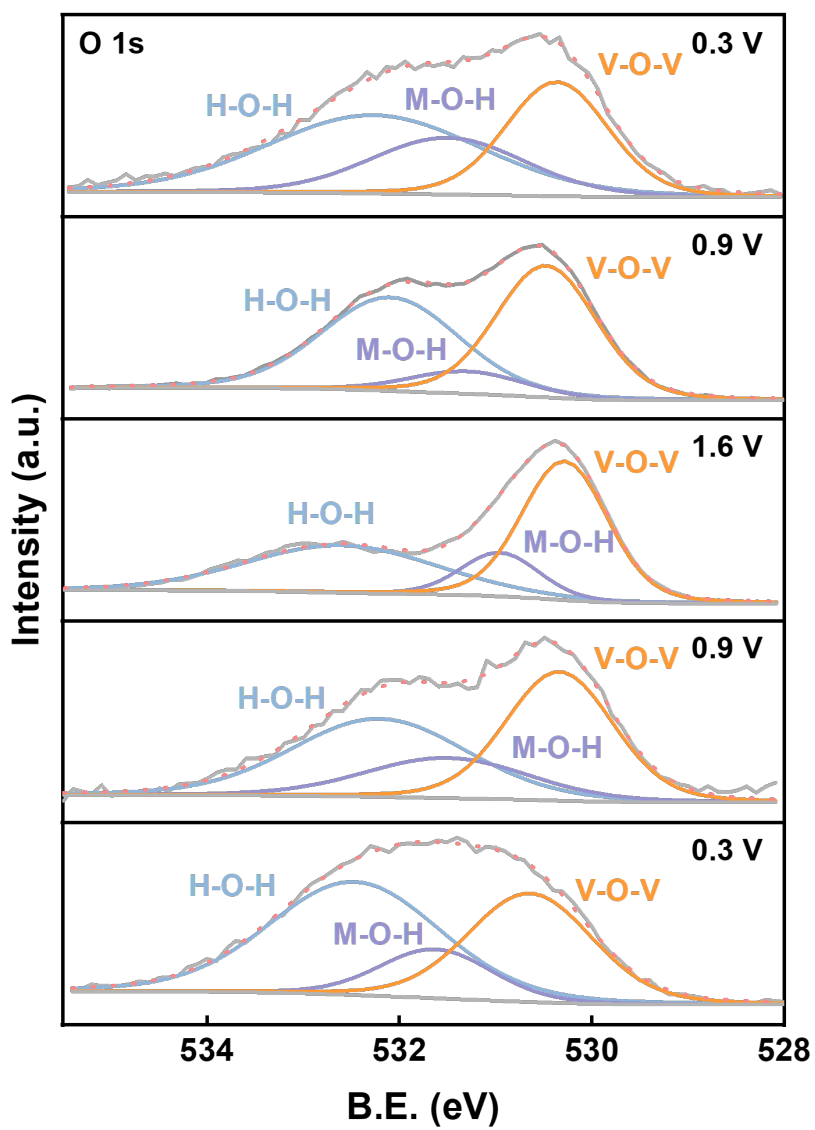 O 1s
0.3 V
V-O-V
H-O-H
M-O-H
0.9 V
V-O-V
H-O-H
M-O-H
1.6 V
V-O-V
H-O-H
M-O-H
0.9 V
V-O-V
H-O-H
M-O-H
0.3 V
H-O-H
V-O-V
M-O-H
Intensity (a.u.)
534
532
530
528
B.E. (eV)